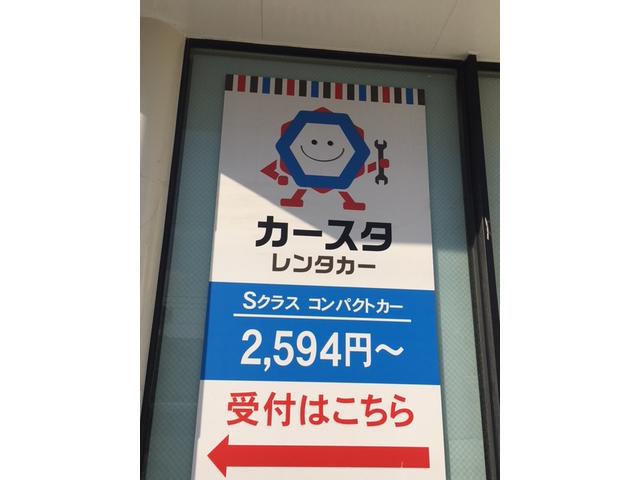 カースタ
レンタカー
Sクラス コンパクトカー
2,594円～
受付はこちら